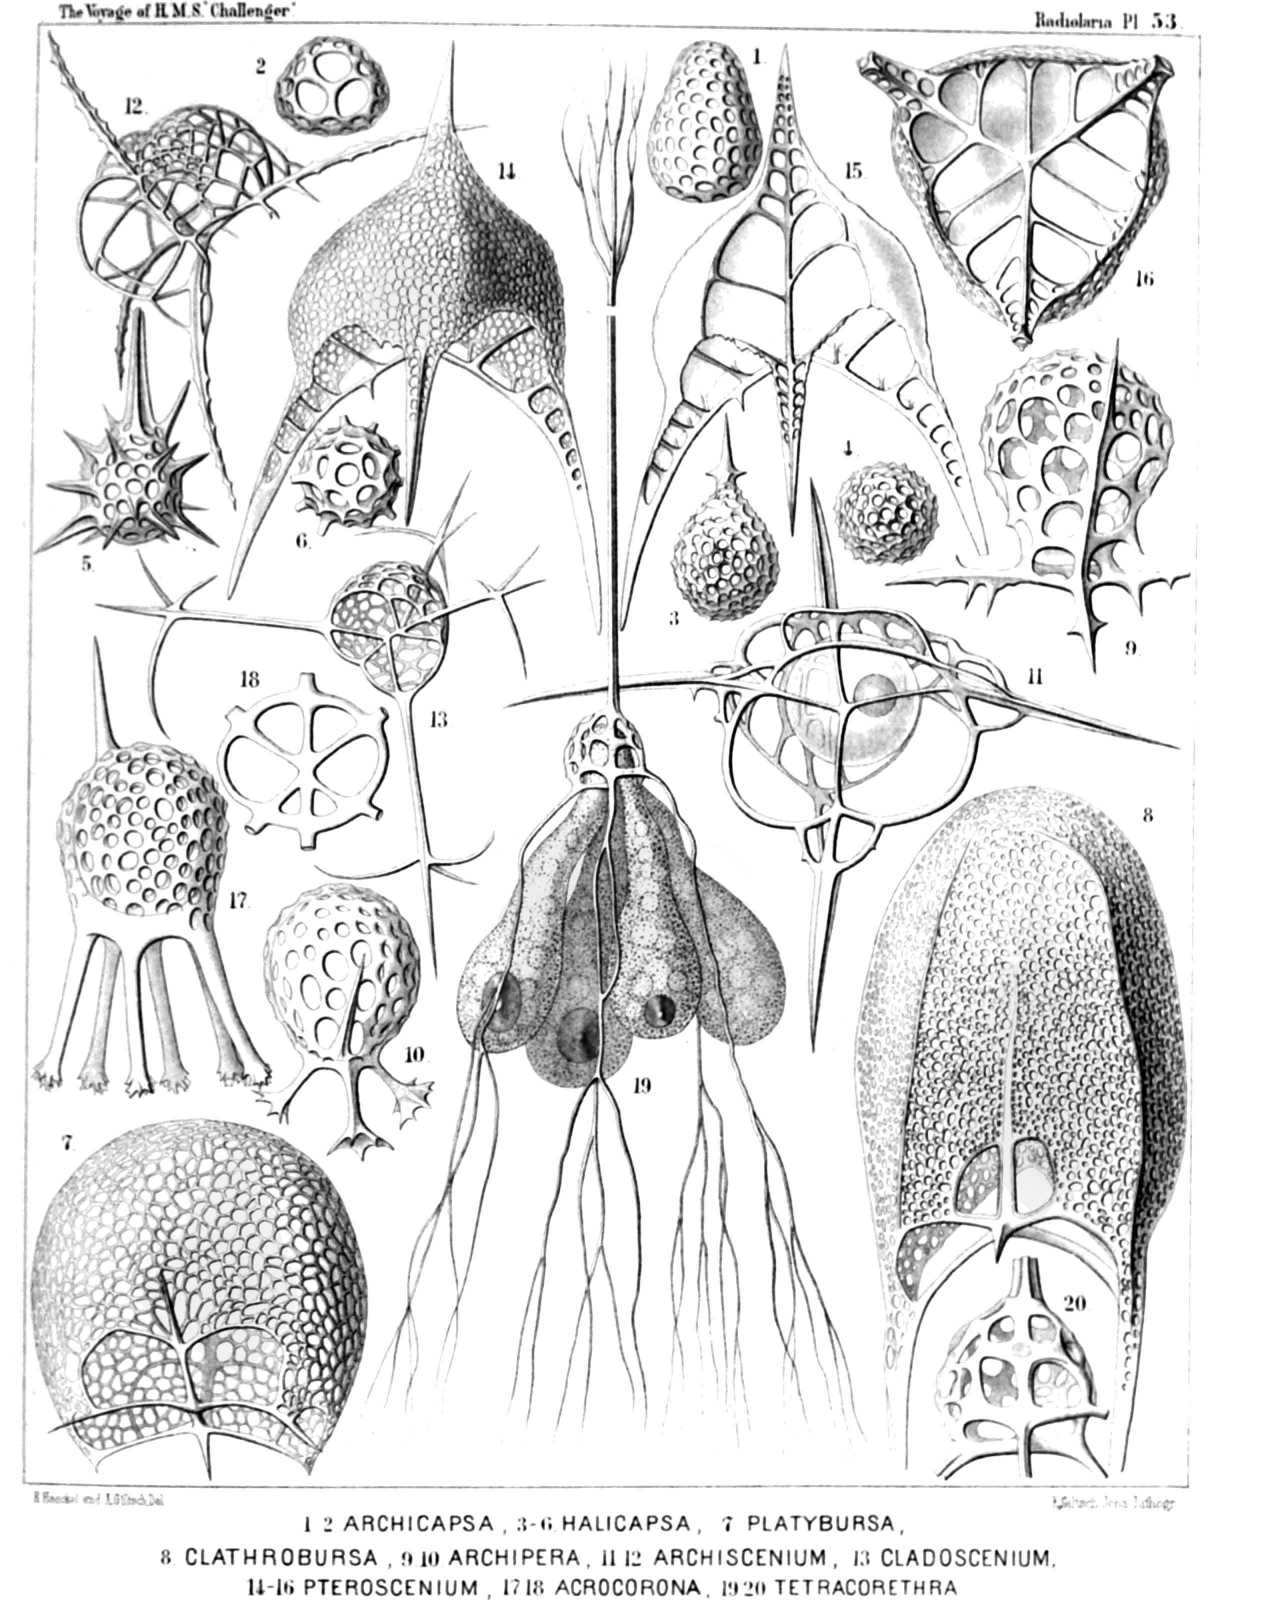 The Voyage of H.M.S. "Challenger"
Radiolaria Pl 53.
12.
2
1.
14
15
16
5.
6.
4.
3
9.
18
13
11
8
17.
10
19
7.
20
E. Haeckel and A. Giltsch, Del.
A. Giltsch, Jena, Lithogr.
1 2 ARCHICAPSA, 3-6 HALICAPSA, 7 PLATYBURSA,
8 CLATHROBURSA, 9 10 ARCHIPERA, 11 12 ARCHISCENIUM, 13 CLADOSCENIUM,
14-16 PTEROSCENIUM, 17 18 ACROCORONA, 19 20 TETRACORETHRA